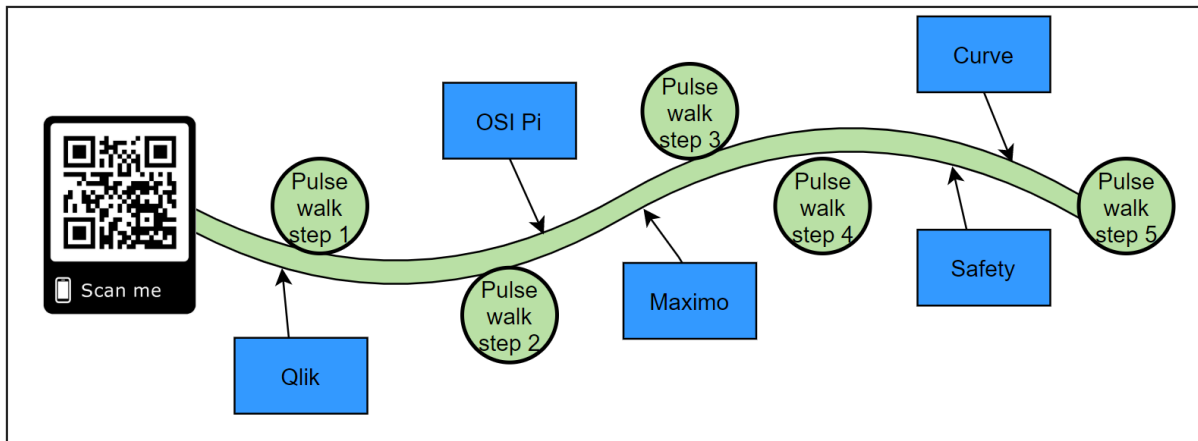 Scan me
Pulse
walk
step 1
Qlik
OSI Pi
Pulse
walk
step 2
Pulse
walk
step 3
Maximo
Pulse
walk
step 4
Curve
Safety
Pulse
walk
step 5